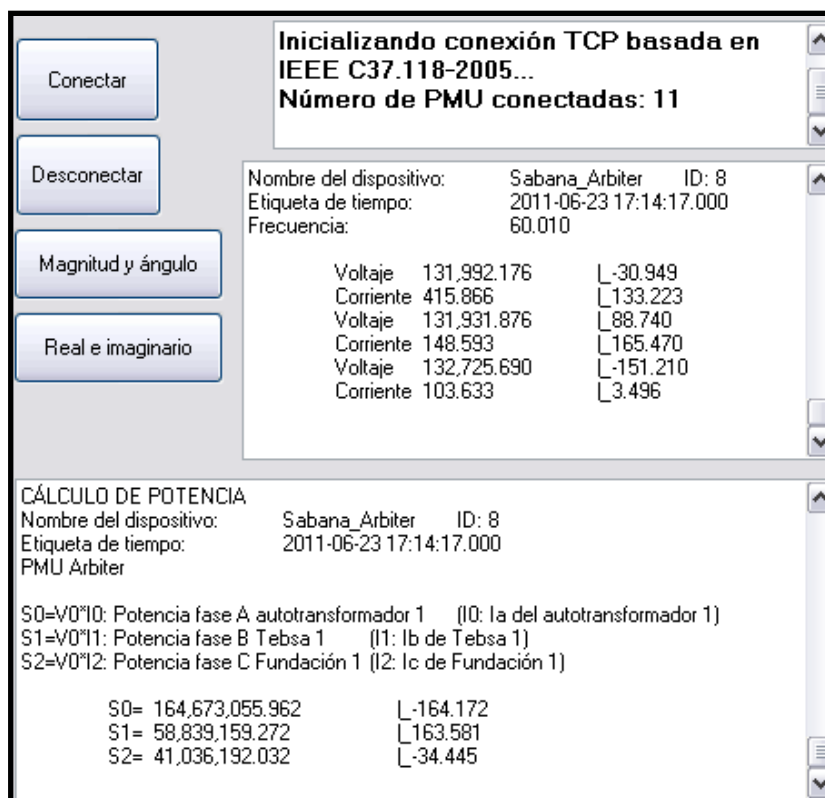 Conectar
Desconectar
Magnitud y ángulo
Real e imaginario
Inicializando conexión TCP basada en
IEEE C37.118-2005...
Número de PMU conectadas: 11
Nombre del dispositivo: Sabana_Arbiter ID: 8
Etiqueta de tiempo: 2011-06-23 17:14:17.000
Frecuencia: 60.010
Voltaje 131,992.176 |_-30.949
Corriente 415.866 |_133.223
Voltaje 131,931.876 |_88.740
Corriente 148.593 |_165.470
Voltaje 132,725.690 |_-151.210
Corriente 103.633 |_3.496
CÁLCULO DE POTENCIA
Nombre del dispositivo: Sabana_Arbiter ID: 8
Etiqueta de tiempo: 2011-06-23 17:14:17.000
PMU Arbiter
S0=V0*I0: Potencia fase A autotransformador 1 (I0: Ia del autotransformador 1)
S1=V0*I1: Potencia fase B Tebsa 1 (I1: Ib de Tebsa 1)
S2=V0*I2: Potencia fase C Fundación 1 (I2: Ic de Fundación 1)
S0= 164,673,055.962 |_-164.172
S1= 58,839,159.272 |_163.581
S2= 41,036,192.032 |_-34.445